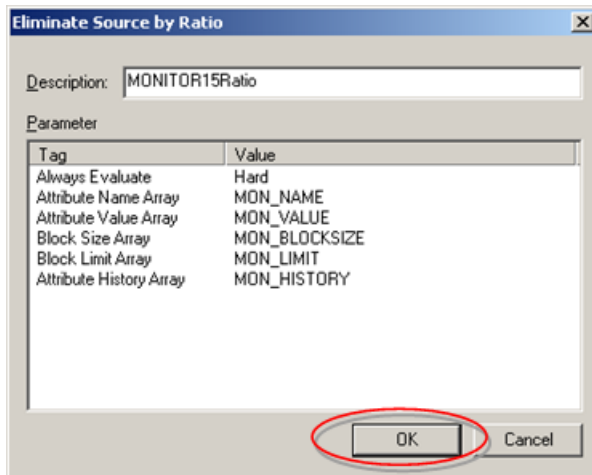 Eliminate Source by Ratio
Description: MONITOR15Ratio
Parameter
Tag Value
Always Evaluate Hard
Attribute Name Array MON_NAME
Attribute Value Array MON_VALUE
Block Size Array MON_BLOCKSIZE
Block Limit Array MON_LIMIT
Attribute History Array MON_HISTORY
OK Cancel